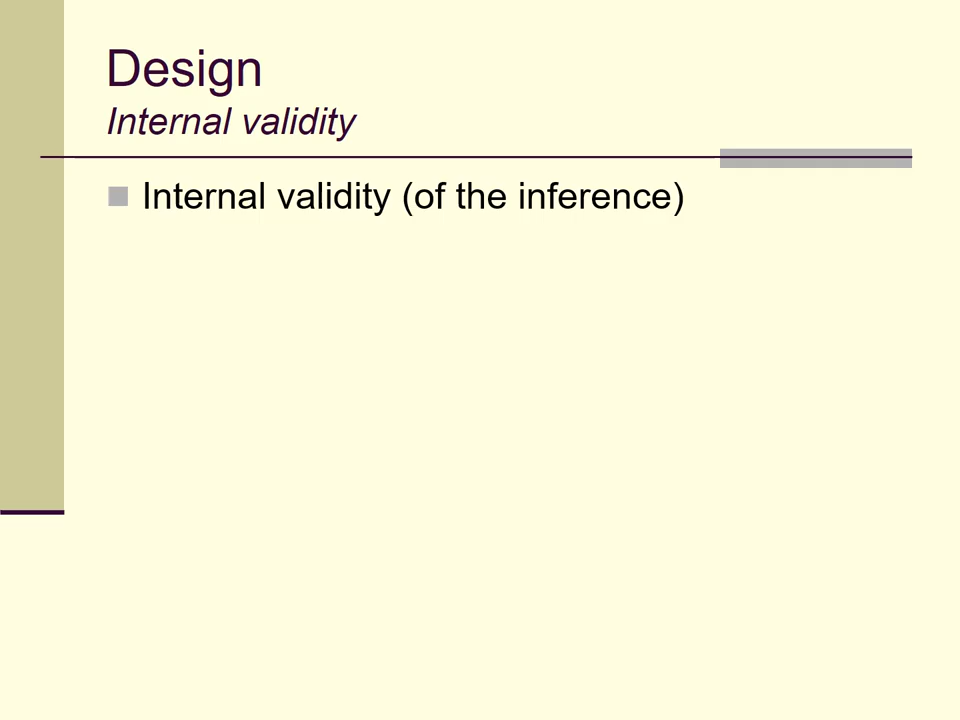 Design
Internal validity
Internal validity (of the inference)